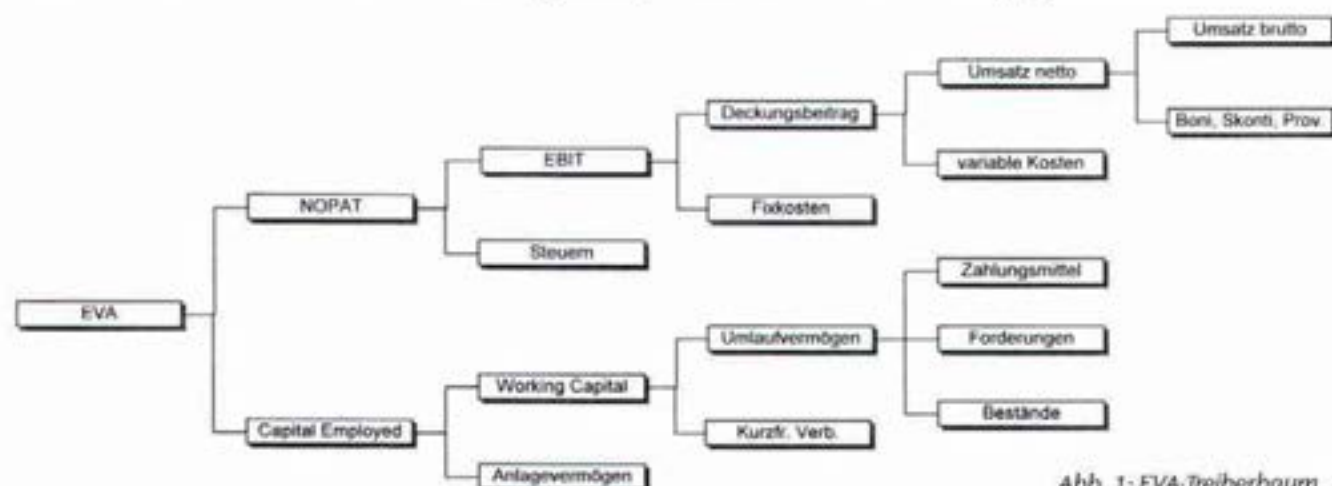 Umsatz brutto
Umsatz netto
Deckungsbeitrag
Boni, Skonti, Prov.
EBIT
variable Kosten
NOPAT
Fixkosten
Steuern
Zahlungsmittel
EVA
Umlaufvermögen
Forderungen
Working Capital
Bestände
Capital Employed
Kurzfr. Verb.
Anlagevermögen
Abb. 1: EVA-Treiberbaum